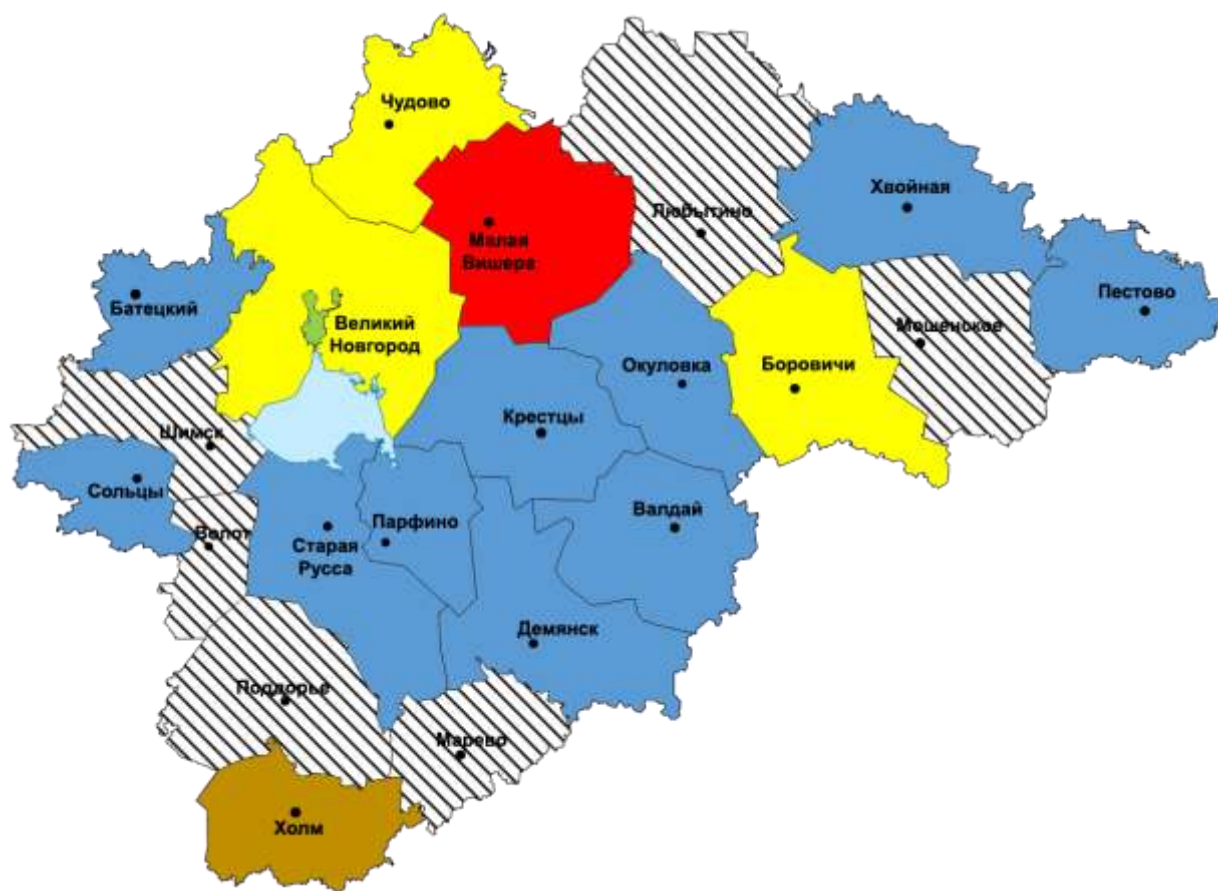 Чудово
Хвойная
Любытино
Малая
Вишера
Пестово
Батецкий
Великий
Новгород
Мошенское
Окуловка
Боровичи
Крестцы
Шимск
Сольцы
Валдай
Парфино
Волот
Старая
Русса
Демянск
Поддорье
Марево
Холм